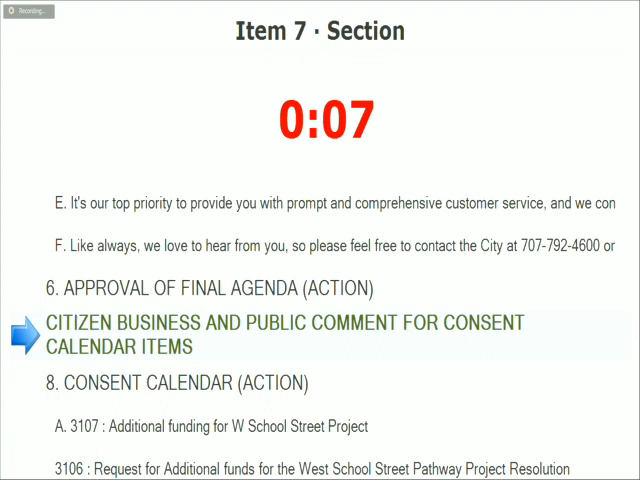 Recording...
Item 7 · Section
0:07
E. It's our top priority to provide you with prompt and comprehensive customer service, and we con
F. Like always, we love to hear from you, so please feel free to contact the City at 707-792-4600 or
6. APPROVAL OF FINAL AGENDA (ACTION)
CITIZEN BUSINESS AND PUBLIC COMMENT FOR CONSENT
CALENDAR ITEMS
8. CONSENT CALENDAR (ACTION)
A. 3107 : Additional funding for W School Street Project
3106 : Request for Additional funds for the West School Street Pathway Project Resolution